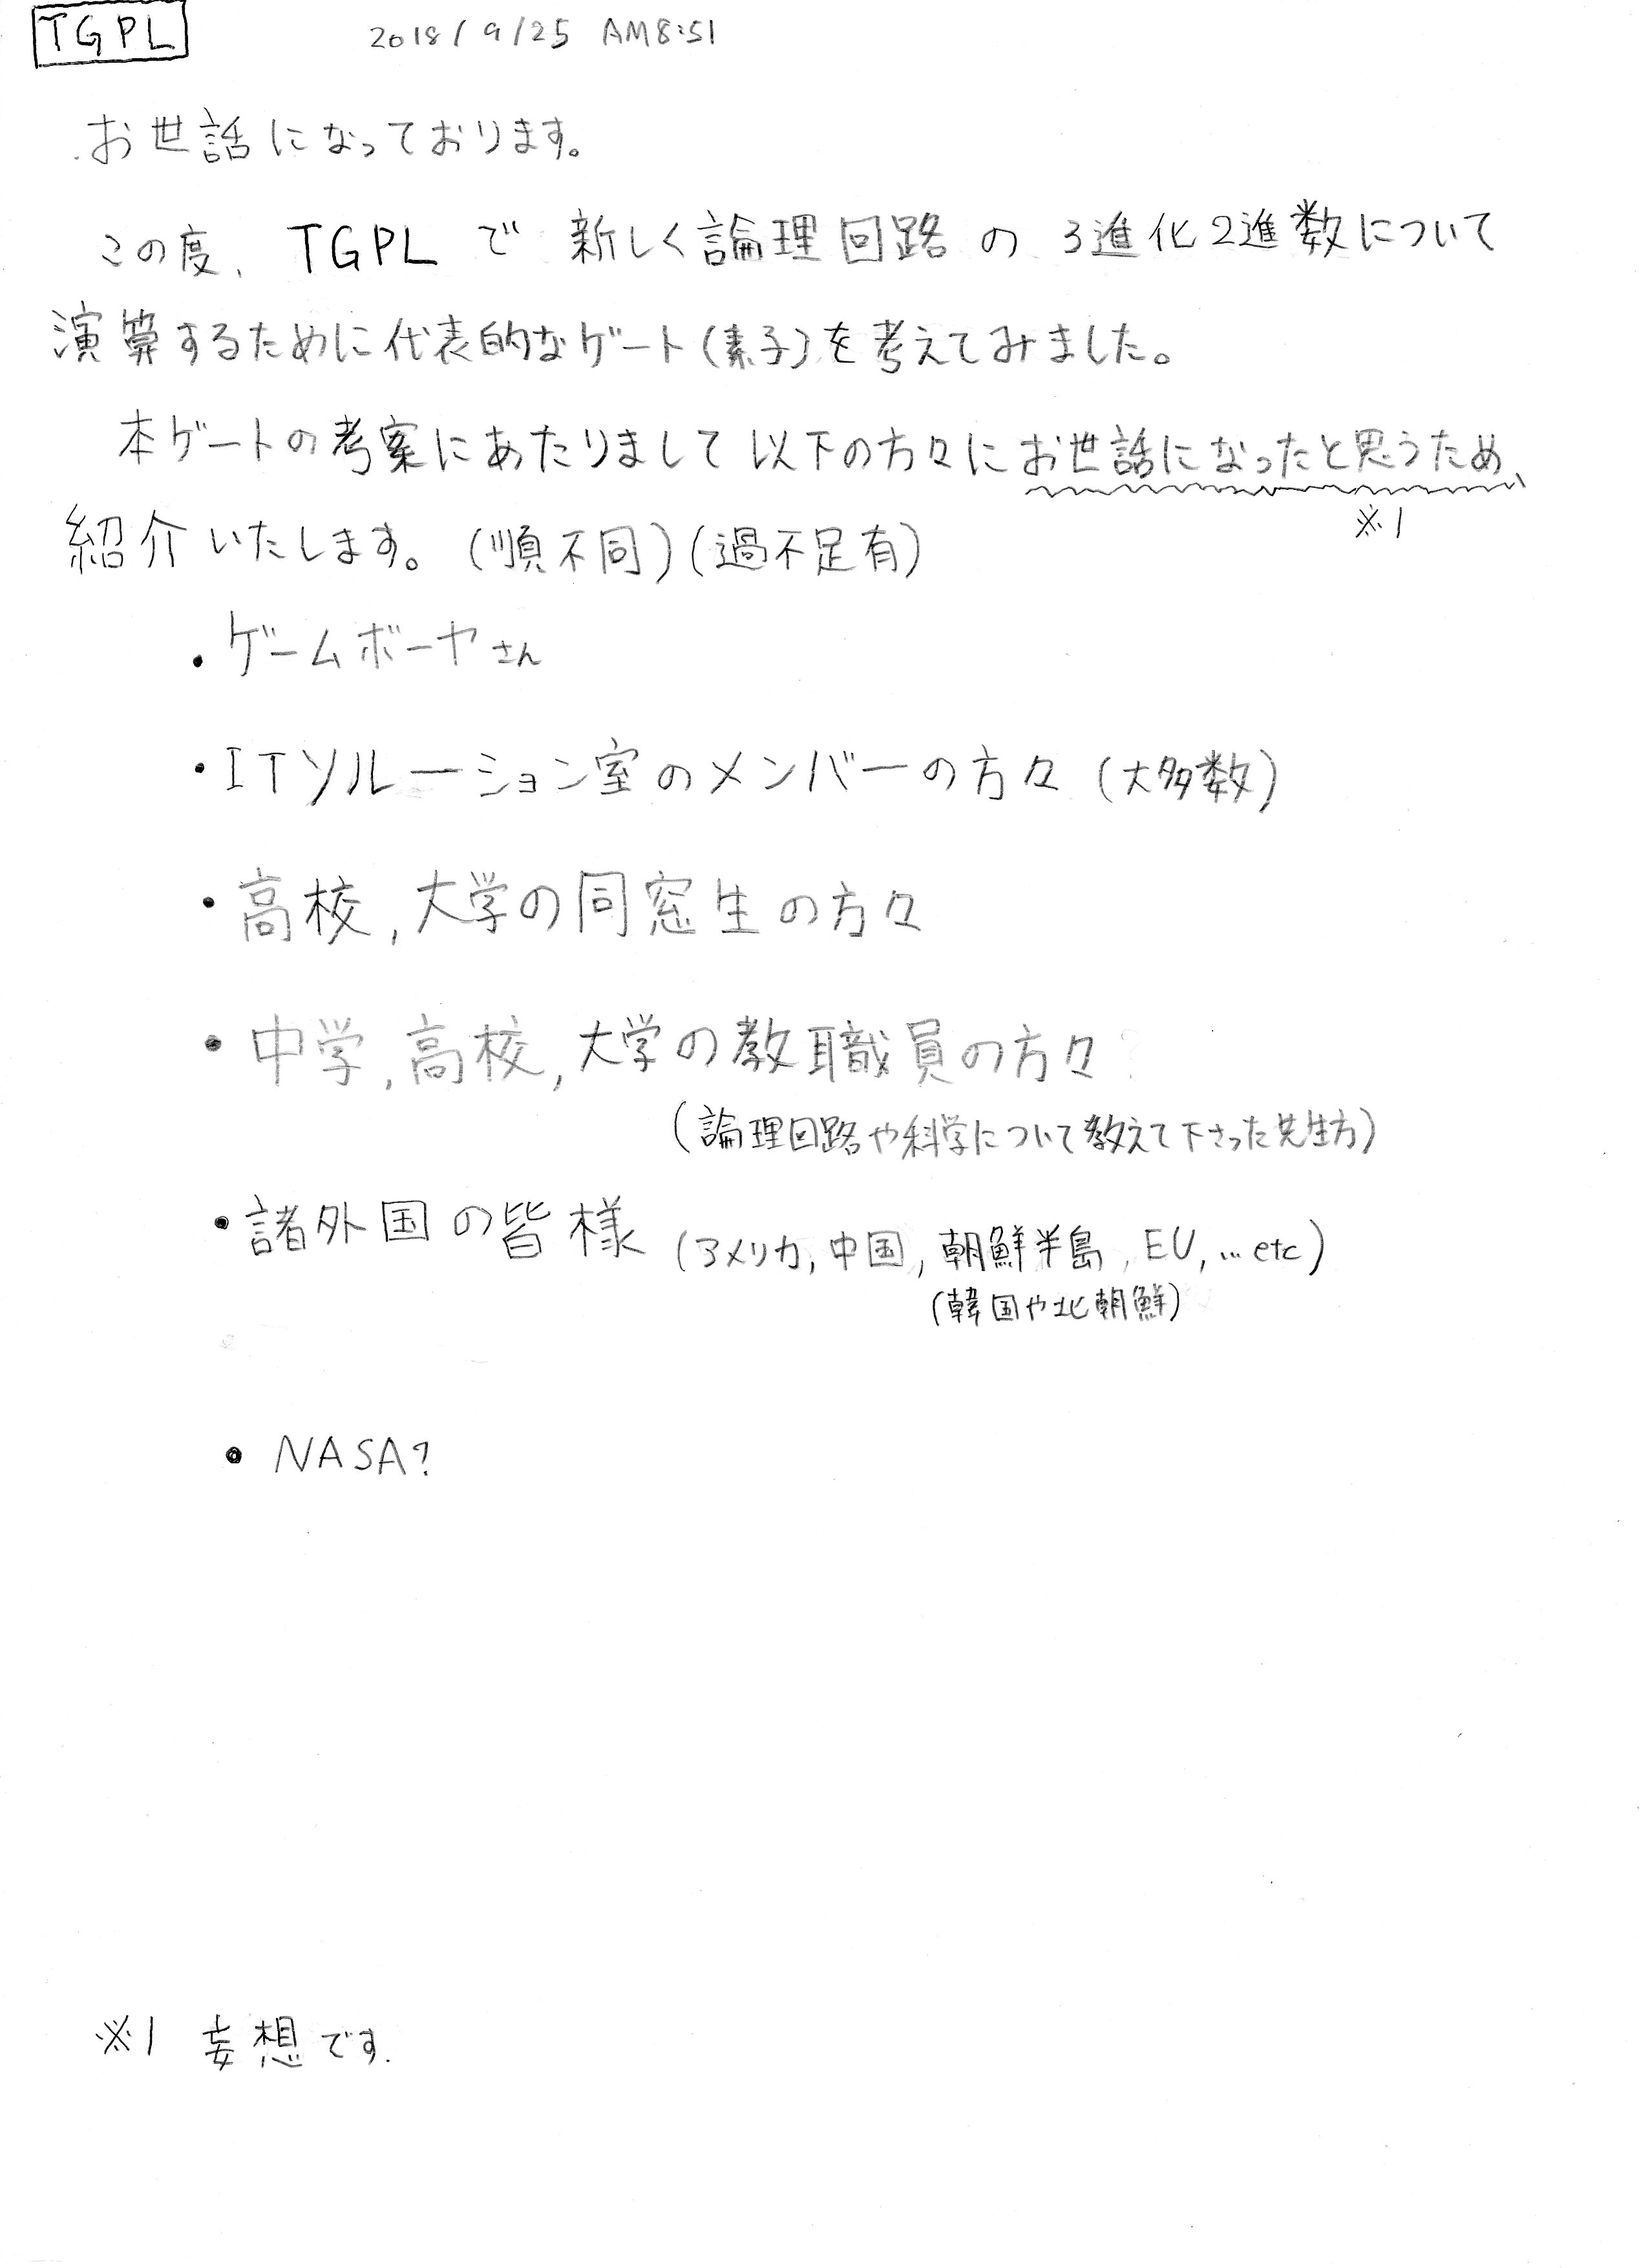 TGPL 2018/9/25 AM8:51
お世話になっております。
この度、TGPLで新しく論理回路の3進化2進数について
演算するために代表的なゲート(素子)を考えてみました。
本ゲートの考案にあたりまして以下の方々にお世話になったと思うため、
※1
紹介いたします。(順不同)(過不足有)
・ゲームボーヤさん
・ITソルーション室のメンバーの方々(大多数)
・高校,大学の同窓生の方々
・中学,高校,大学の教職員の方々
(論理回路や科学について教えて下さった先生方)
・諸外国の皆様(アメリカ,中国,朝鮮半島,EU,…etc)
(韓国や北朝鮮)
・NASA?
※1 妄想です.